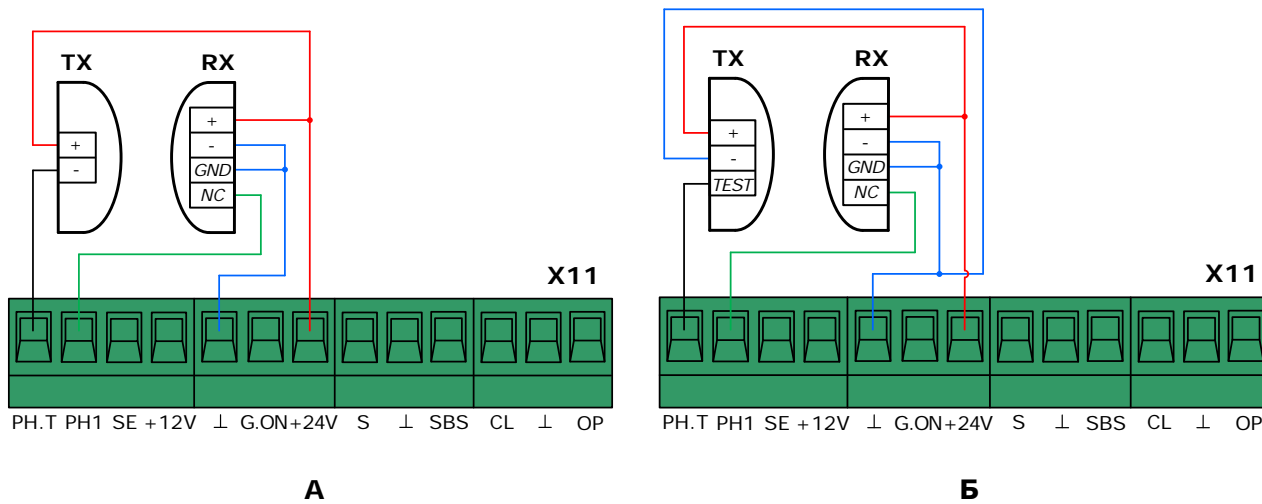 TX RX
+
-
GND
NC
+
-
X11
PH.T PH1 SE +12V ⊥ G.ON +24V S ⊥ SBS CL ⊥ OP
А
TX RX
+
-
TEST
+
-
GND
NC
X11
PH.T PH1 SE +12V ⊥ G.ON +24V S ⊥ SBS CL ⊥ OP
Б